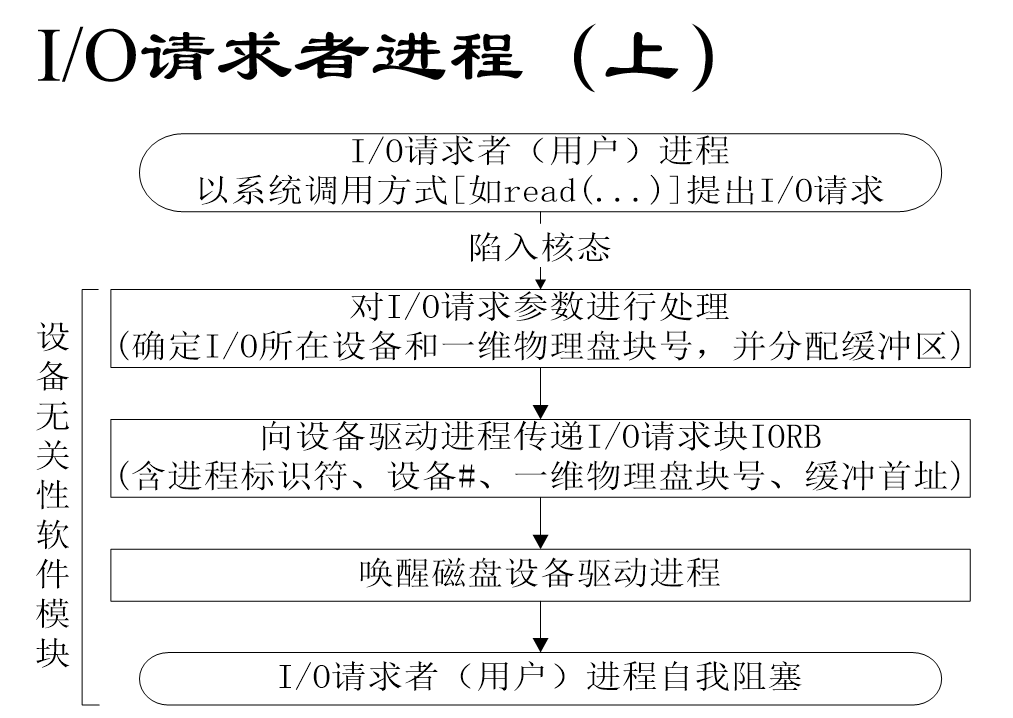 I/O请求者进程（上）
I/O请求者（用户）进程
以系统调用方式[如read(...)]提出I/O请求
陷入核态
设备无关性软件模块
对I/O请求参数进行处理
(确定I/O所在设备和一维物理盘块号，并分配缓冲区)
向设备驱动进程传递I/O请求块IORB
(含进程标识符、设备#、一维物理盘块号、缓冲首址)
唤醒磁盘设备驱动进程
I/O请求者（用户）进程自我阻塞